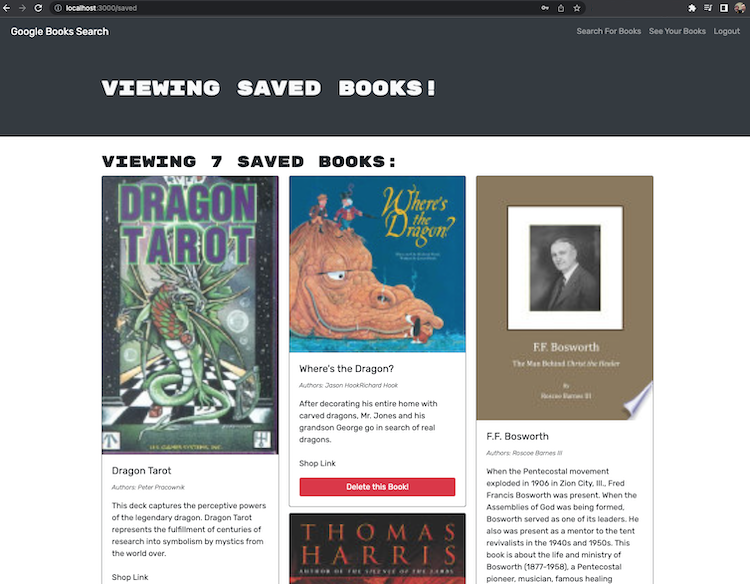 localhost:3000/saved
Google Books Search
Search For Books See Your Books Logout
VIEWING SAVED BOOKS!
VIEWING 7 SAVED BOOKS:
DRAGON
TAROT
U.S. GAMES SYSTEMS, INC.
Dragon Tarot
Authors: Peter Pracownik
This deck captures the perceptive powers
of the legendary dragon. Dragon Tarot
represents the fulfillment of centuries of
research into symbolism by mystics from
the world over.
Shop Link
Where's
the
Dragon?
Where's the Dragon?
Authors: Jason HookRichard Hook
After decorating his entire home with
carved dragons, Mr. Jones and his
grandson George go in search of real
dragons.
Shop Link
Delete this Book!
THOMAS
HARRIS
AUTHOR OF THE SILENCE OF THE LAMBS
F.F. Bosworth
The Man Behind Christ the Healer
By
Roscoe Barnes III
F.F. Bosworth
Authors: Roscoe Barnes III
When the Pentecostal movement
exploded in 1906 in Zion City, Ill., Fred
Francis Bosworth was present. When the
Assemblies of God was being formed,
Bosworth served as one of its leaders. He
also was present as a mentor to the tent
revivalists in the 1940s and 1950s. This
book is about the life and ministry of
Bosworth (1877-1958), a Pentecostal
pioneer, musician, famous healing